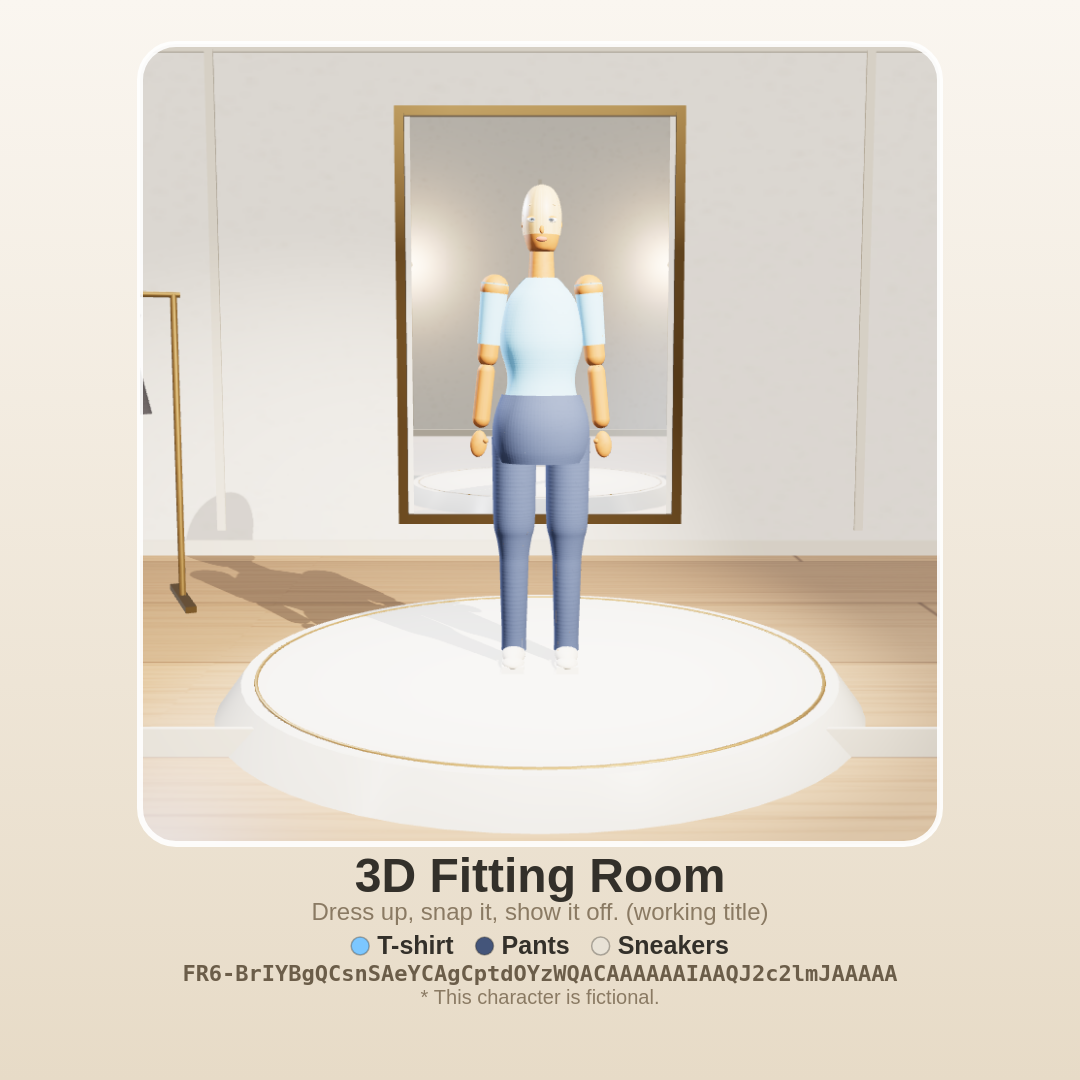 3D Fitting Room
Dress up, snap it, show it off. (working title)
T-shirt Pants Sneakers
FR6-BrIYBgQCsnSAeYCAgCptdOYzWQACAAAAAAIAAQJ2c2lmJAAAAA
* This character is fictional.